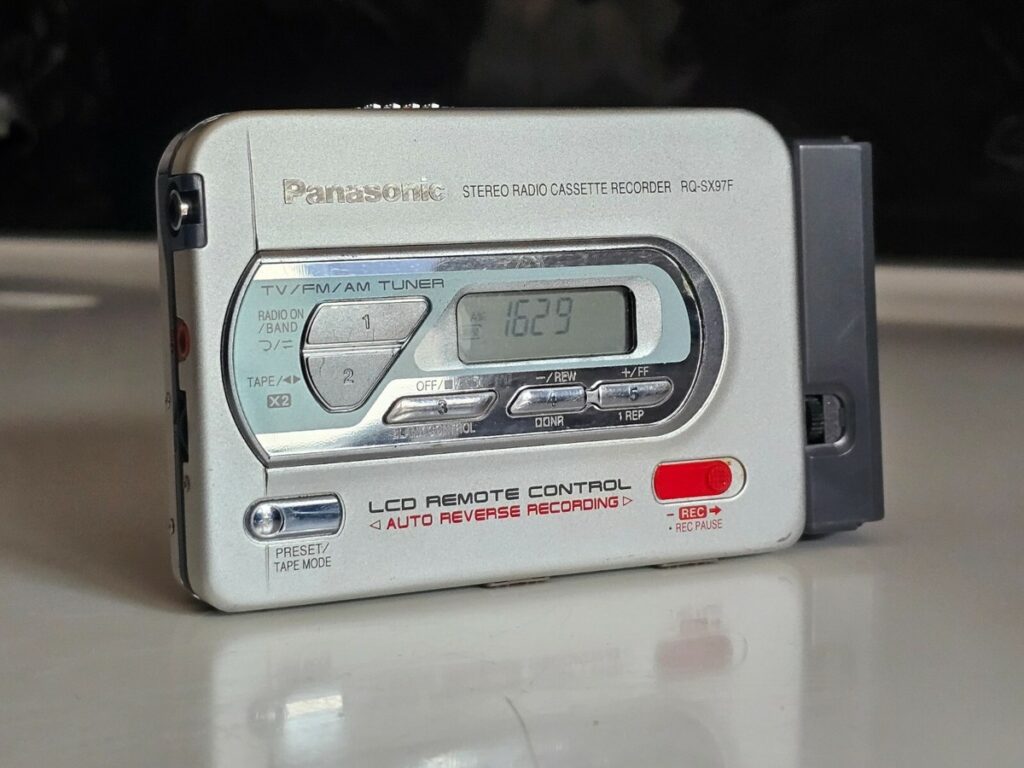 Panasonic STEREO RADIO CASSETTE RECORDER RQ-SX97F
TV/FM/AM TUNER
RADIO ON
/BAND
1
AM
1629
2
TAPE/◀▶
X2
OFF/■
−/REW
+/FF
3
4
5
NR
1 REP
LCD REMOTE CONTROL
◁ AUTO REVERSE RECORDING ▷
− REC ➔
• REC PAUSE
PRESET/
TAPE MODE